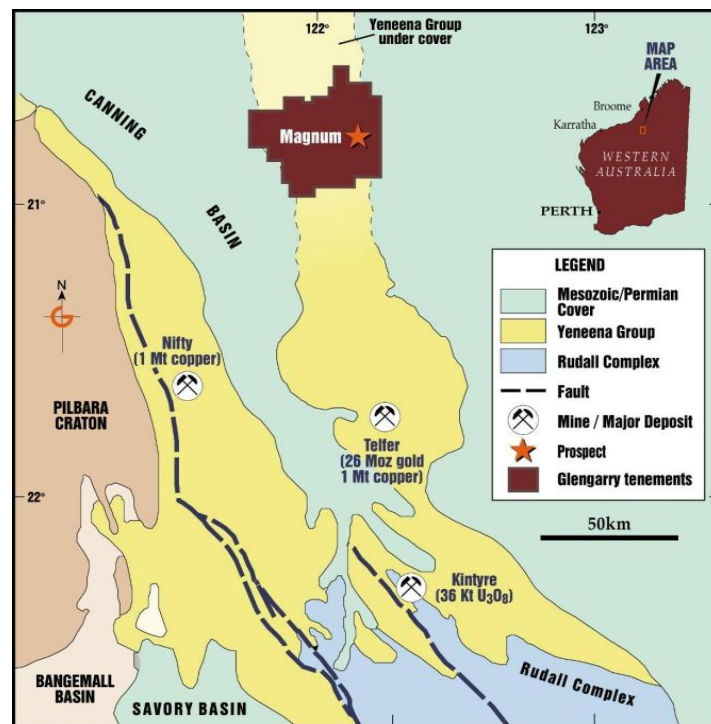 122°
123°
Yeneena Group
under cover
MAP
AREA
Broome
Karratha
WESTERN
AUSTRALIA
PERTH
CANNING
BASIN
Magnum
21°
N
Nifty
(1 Mt copper)
PILBARA
CRATON
Telfer
(26 Moz gold
1 Mt copper)
22°
Kintyre
(36 Kt U₃O₈)
BANGEMALL
BASIN
SAVORY BASIN
Rudall Complex
LEGEND
Mesozoic/Permian
Cover
Yeneena Group
Rudall Complex
Fault
Mine / Major Deposit
Prospect
Glengarry tenements
50km